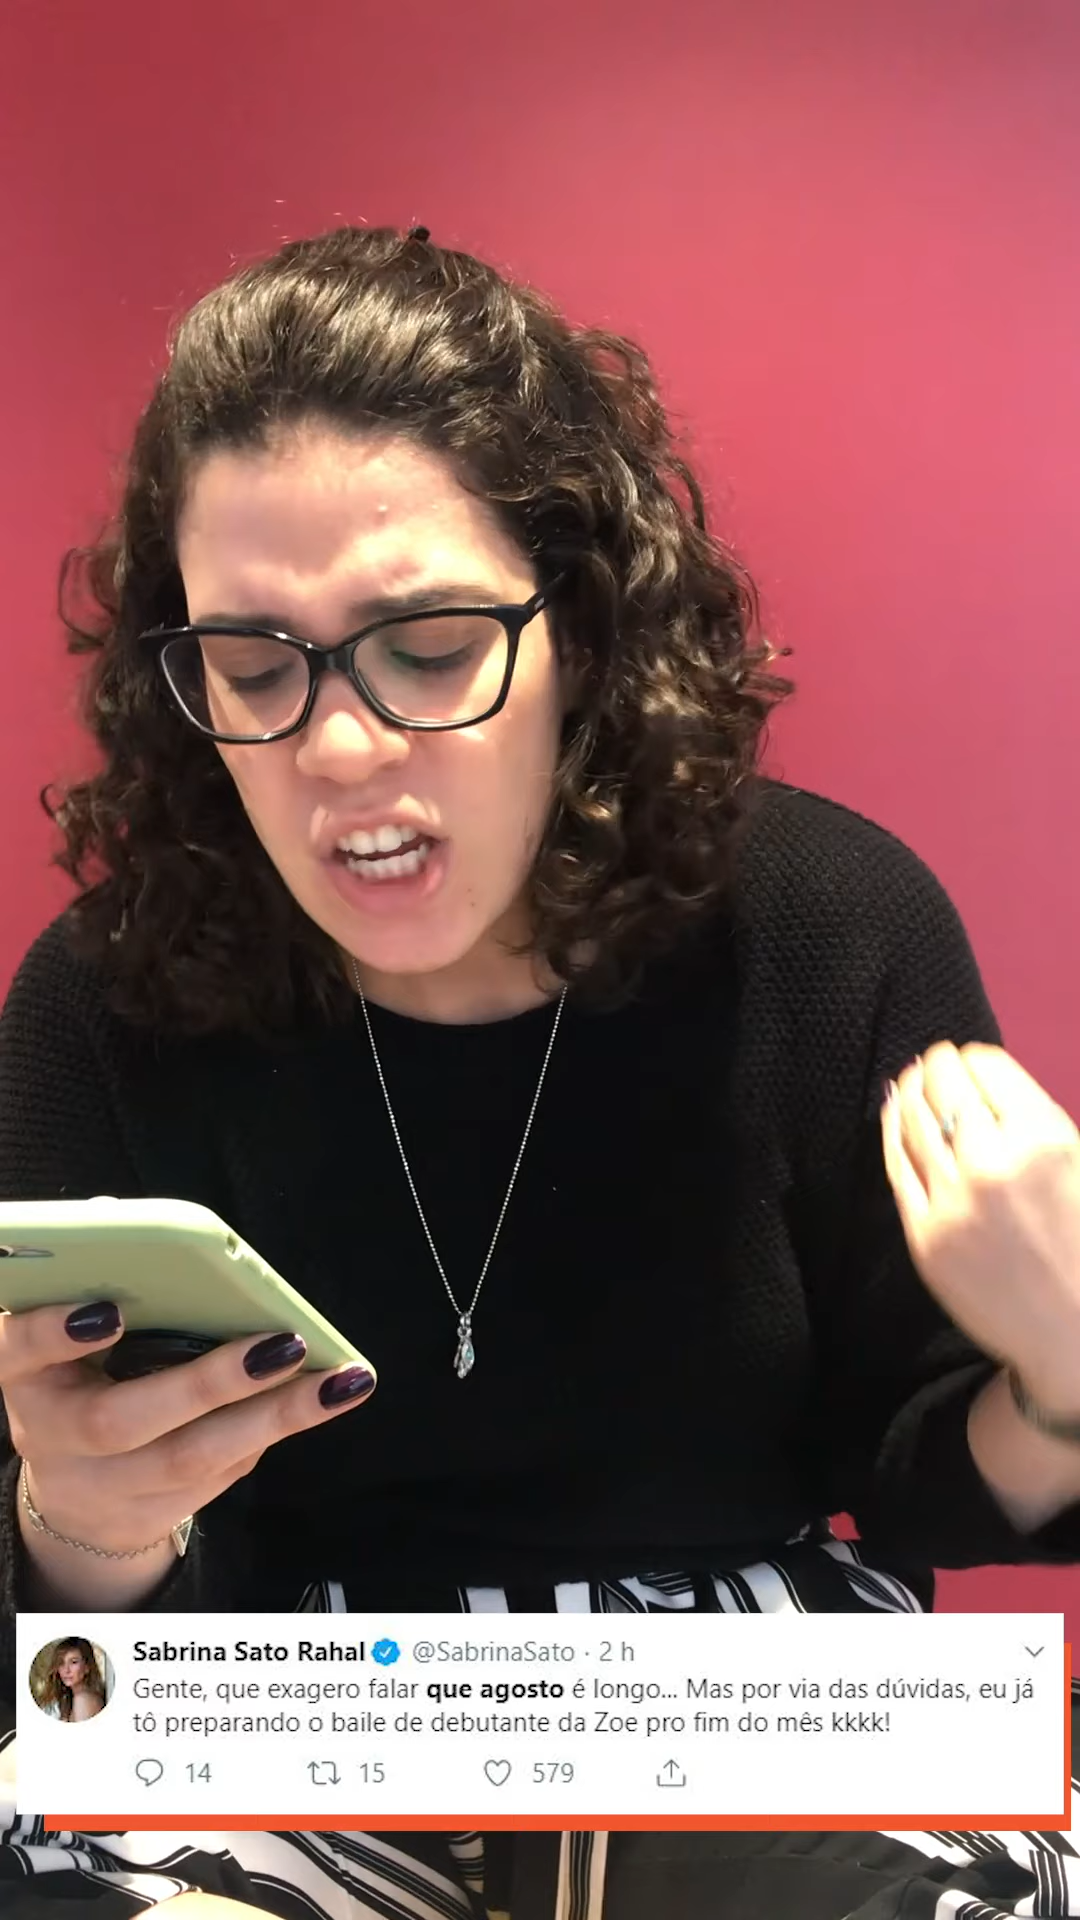 Sabrina Sato Rahal @SabrinaSato · 2 h
Gente, que exagero falar que agosto é longo... Mas por via das dúvidas, eu já
tô preparando o baile de debutante da Zoe pro fim do mês kkkk!
14 15 579